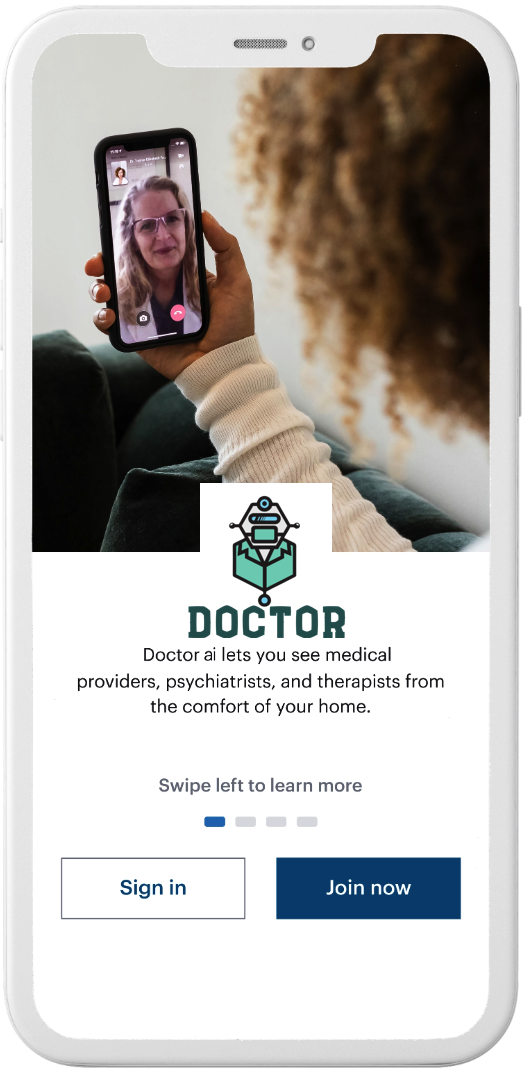 DOCTOR
Doctor ai lets you see medical
providers, psychiatrists, and therapists from
the comfort of your home.
Swipe left to learn more
Sign in
Join now